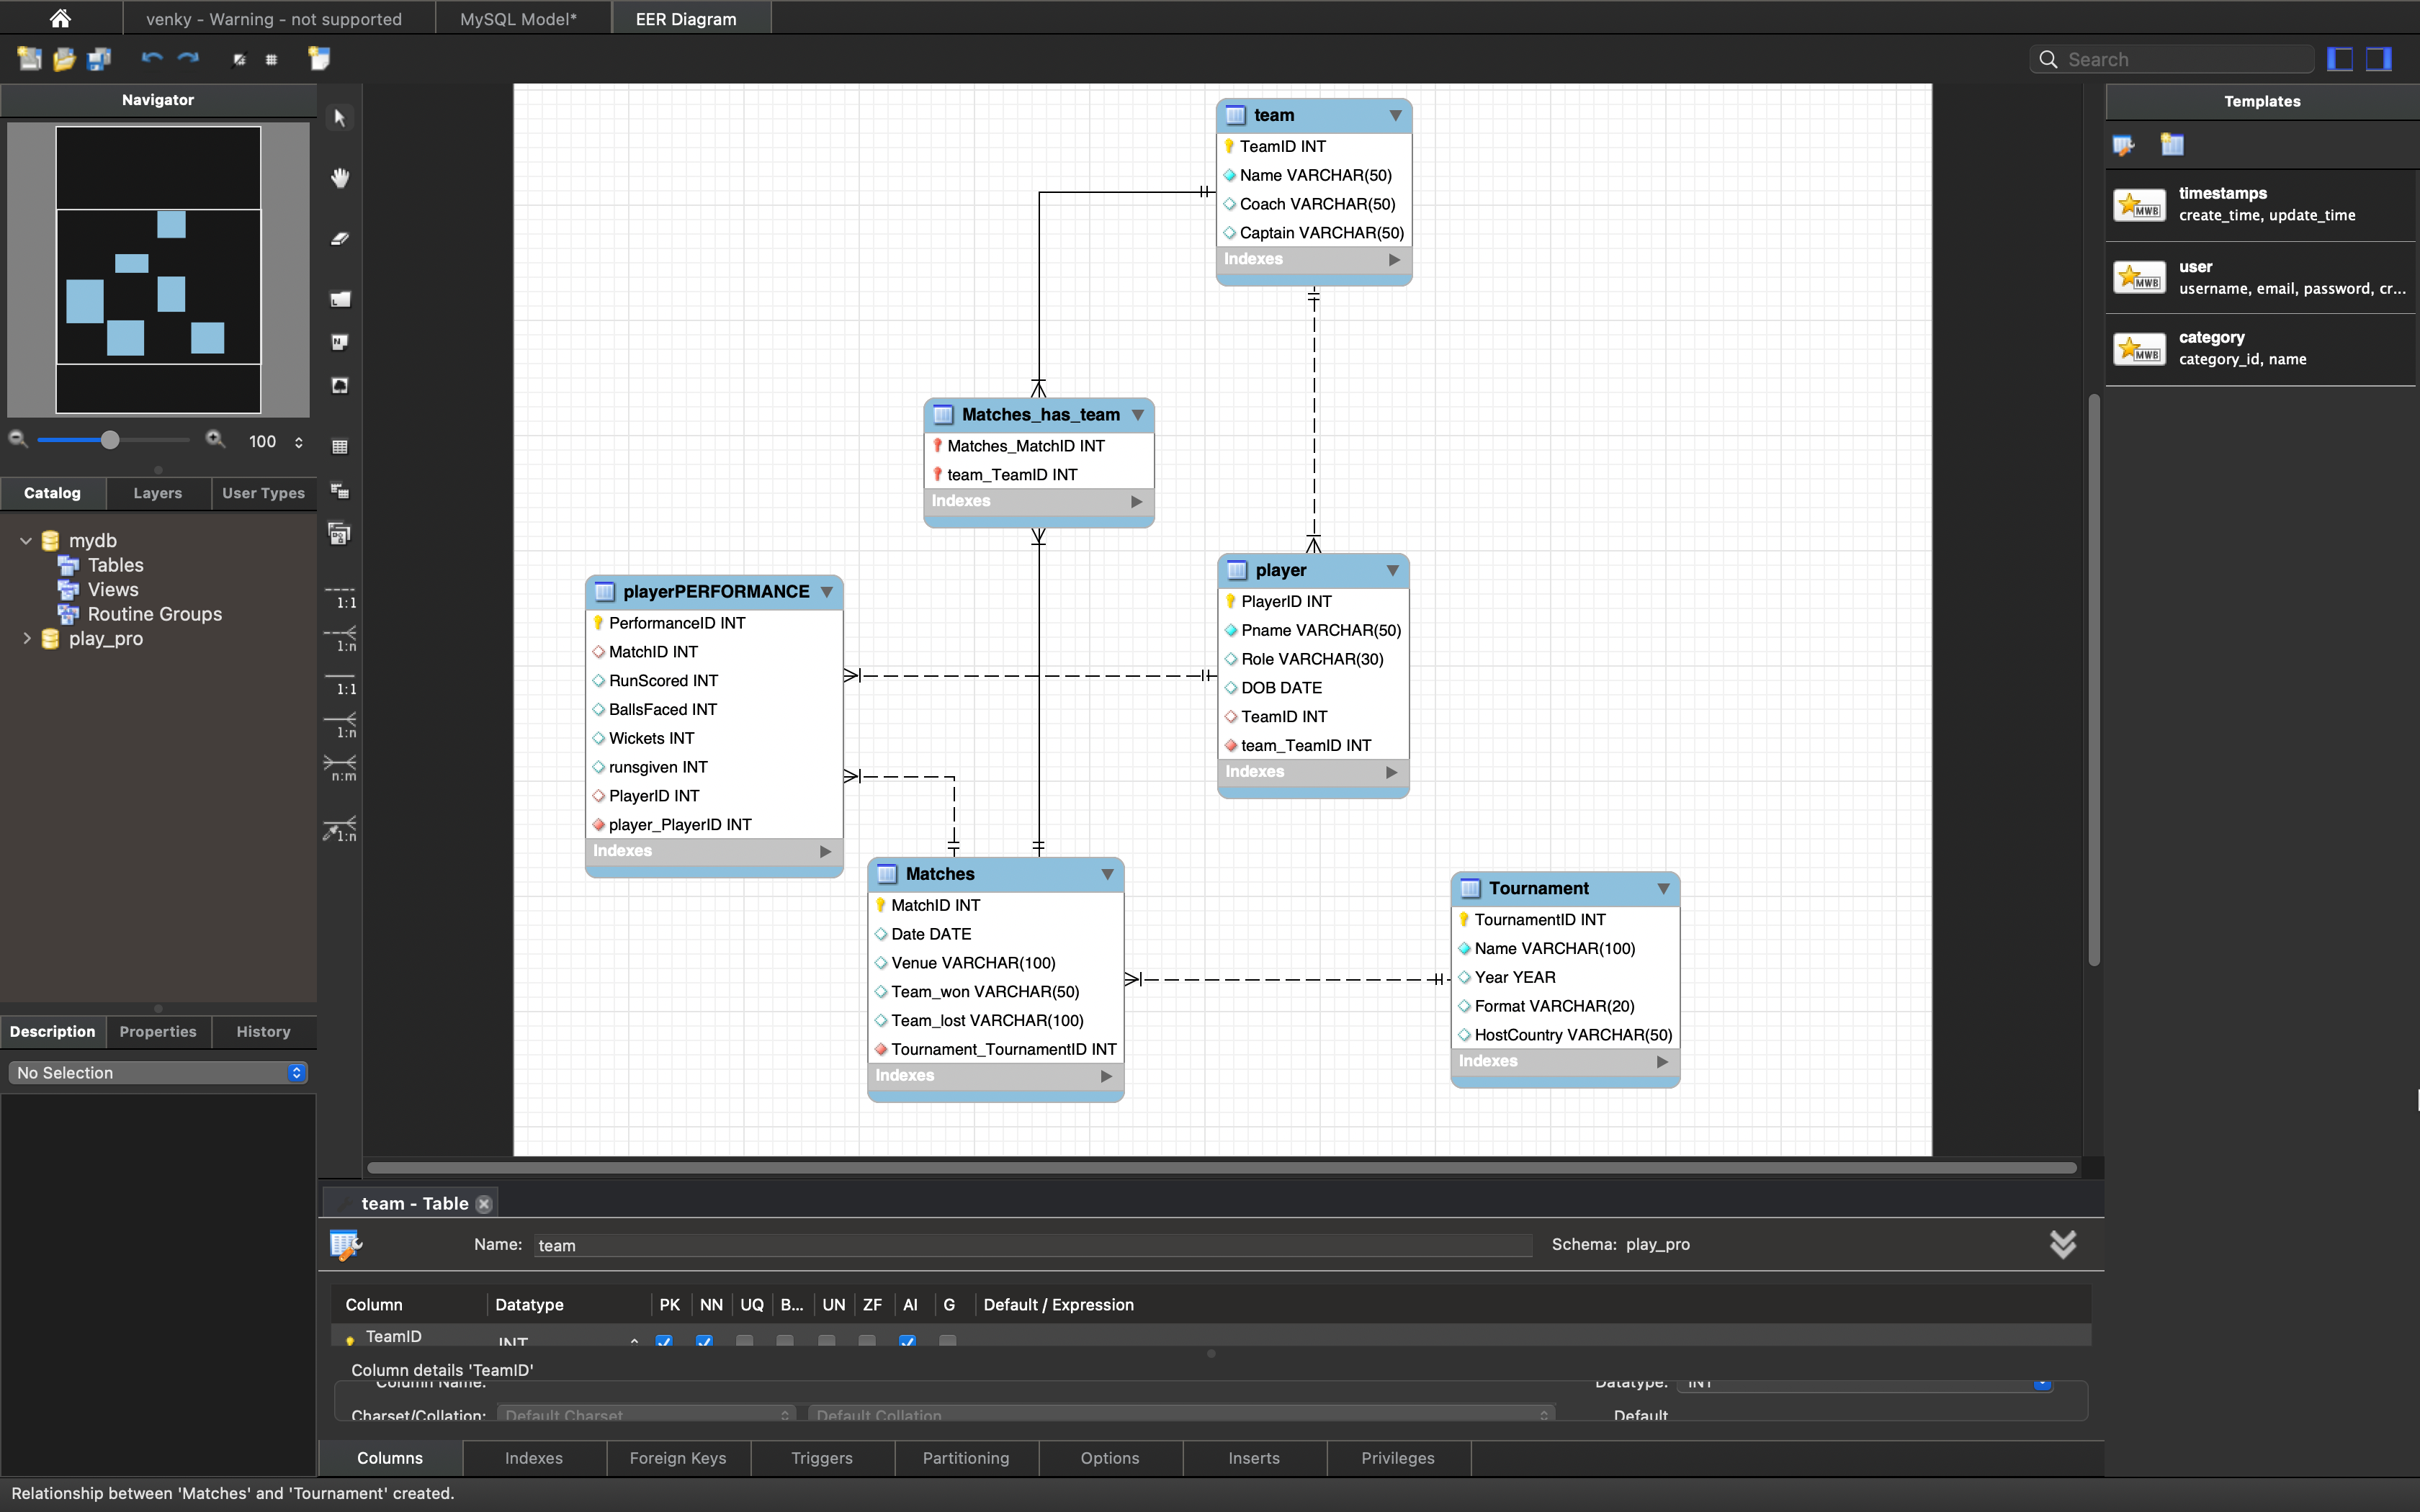 venky - Warning - not supported
MySQL Model*
EER Diagram
Search
Navigator
100
Catalog
Layers
User Types
mydb
Tables
Views
Routine Groups
play_pro
Description
Properties
History
No Selection
1:1
1:n
1:1
1:n
n:m
1:n
team
TeamID INT
Name VARCHAR(50)
Coach VARCHAR(50)
Captain VARCHAR(50)
Indexes
Matches_has_team
Matches_MatchID INT
team_TeamID INT
Indexes
playerPERFORMANCE
PerformanceID INT
MatchID INT
RunScored INT
BallsFaced INT
Wickets INT
runsgiven INT
PlayerID INT
player_PlayerID INT
Indexes
player
PlayerID INT
Pname VARCHAR(50)
Role VARCHAR(30)
DOB DATE
TeamID INT
team_TeamID INT
Indexes
Matches
MatchID INT
Date DATE
Venue VARCHAR(100)
Team_won VARCHAR(50)
Team_lost VARCHAR(100)
Tournament_TournamentID INT
Indexes
Tournament
TournamentID INT
Name VARCHAR(100)
Year YEAR
Format VARCHAR(20)
HostCountry VARCHAR(50)
Indexes
Templates
timestamps
create_time, update_time
user
username, email, password, cr...
category
category_id, name
team - Table
Name: team
Schema: play_pro
Column Datatype PK NN UQ B... UN ZF AI G Default / Expression
TeamID INT
Column details 'TeamID'
Column Name:
Datatype: INT
Charset/Collation: Default Charset Default Collation
Default
Columns
Indexes
Foreign Keys
Triggers
Partitioning
Options
Inserts
Privileges
Relationship between 'Matches' and 'Tournament' created.